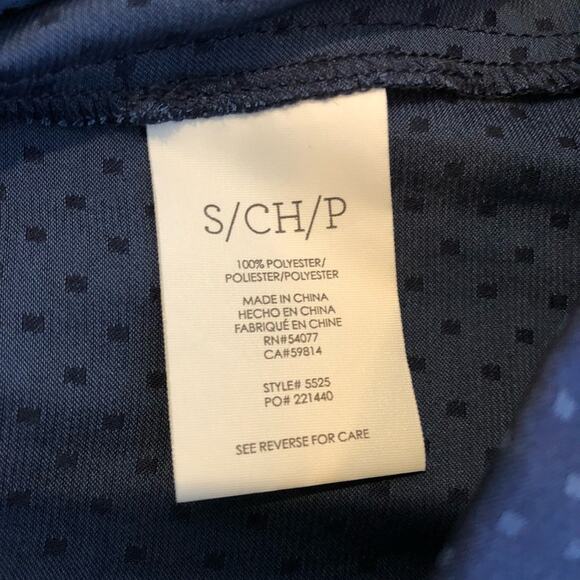 S/CH/P
100% POLYESTER/
POLIESTER/POLYESTER
MADE IN CHINA
HECHO EN CHINA
FABRIQUÉ EN CHINE
RN#54077
CA#59814
STYLE# 5525
PO# 221440
SEE REVERSE FOR CARE